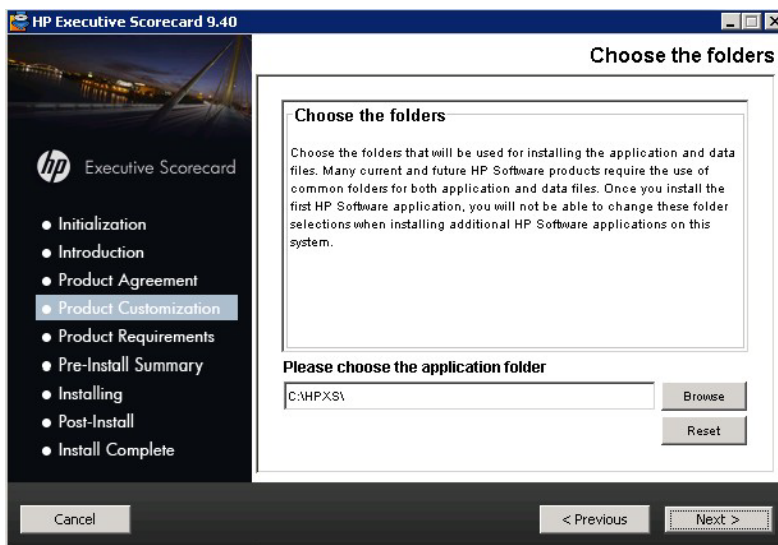 HP Executive Scorecard 9.40
Choose the folders
hp Executive Scorecard
Initialization
Introduction
Product Agreement
Product Customization
Product Requirements
Pre-Install Summary
Installing
Post-Install
Install Complete
Choose the folders
Choose the folders that will be used for installing the application and data
files. Many current and future HP Software products require the use of
common folders for both application and data files. Once you install the
first HP Software application, you will not be able to change these folder
selections when installing additional HP Software applications on this
system.
Please choose the application folder
C:\HPXS\
Browse
Reset
Cancel
< Previous
Next >